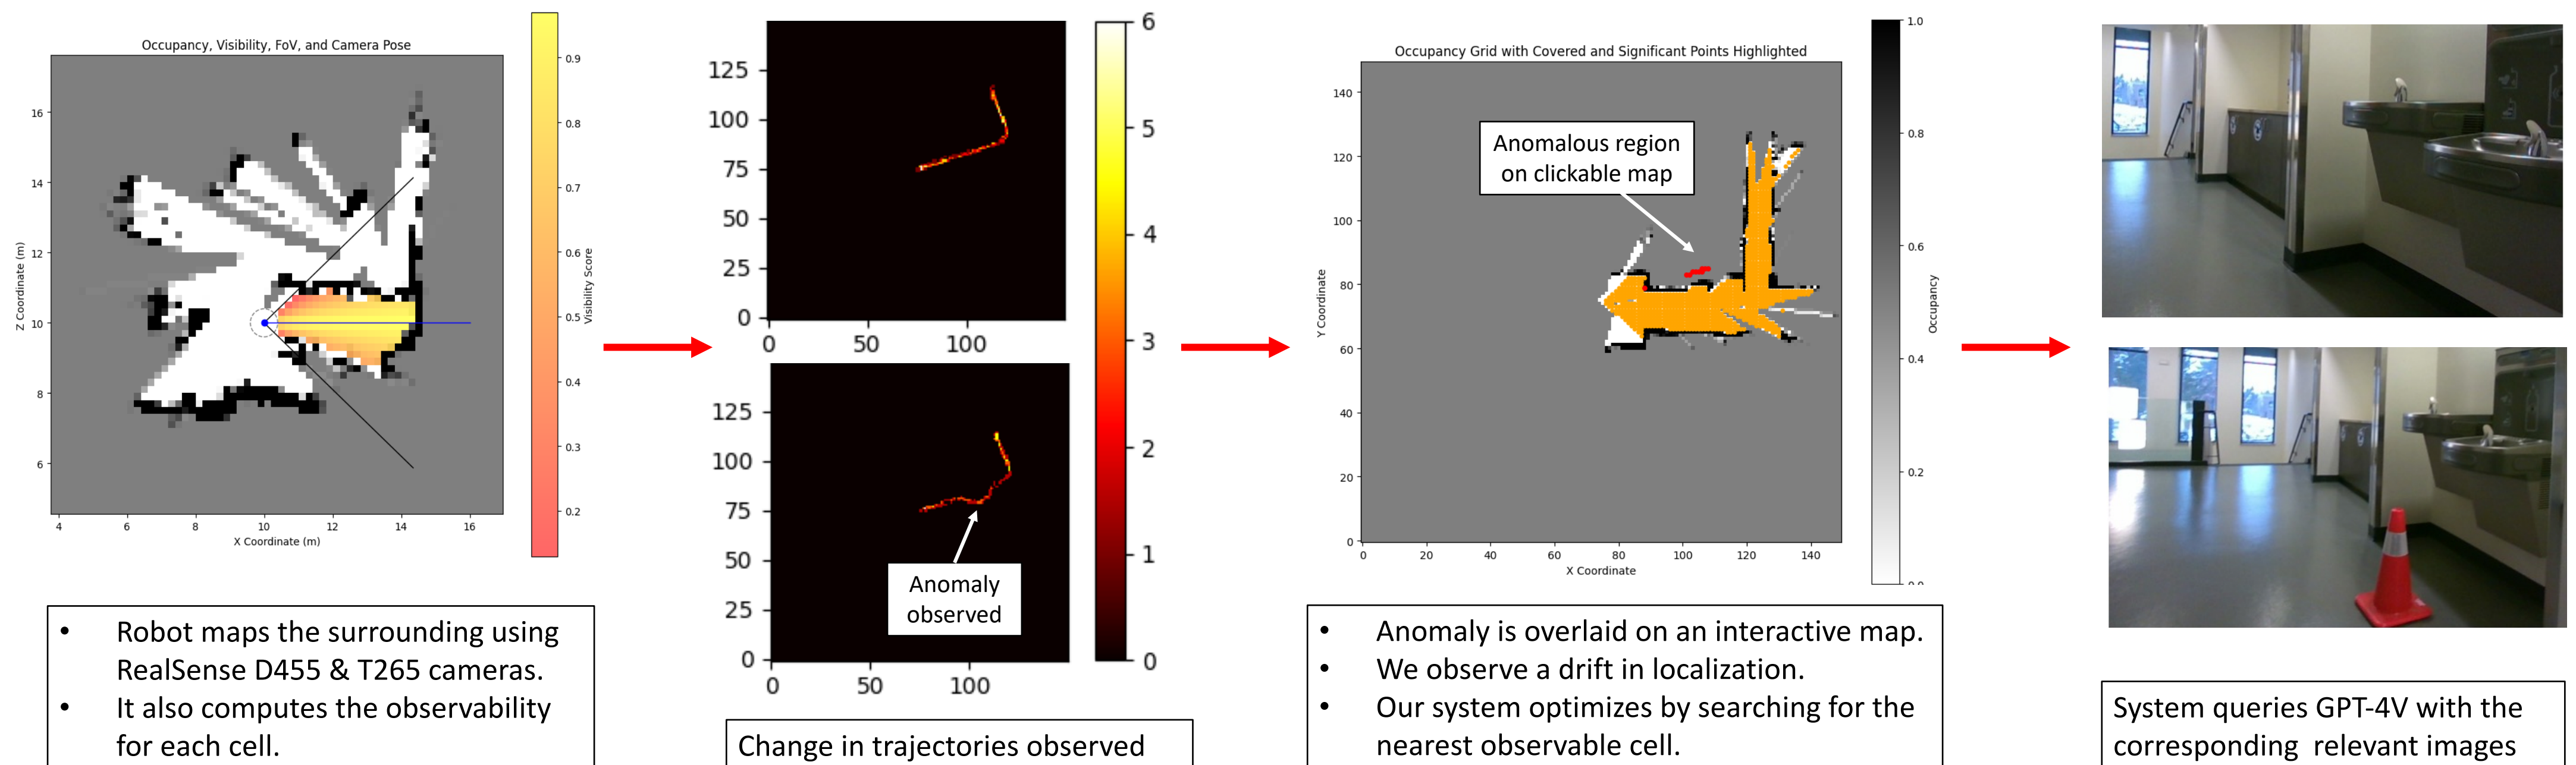 Occupancy, Visibility, FoV, and Camera Pose
Z Coordinate (m)
16
14
12
10
8
6
4
6
8
10
12
14
16
X Coordinate (m)
0.9
0.8
0.7
0.6
0.5
0.4
0.3
0.2
Visibility Score
• Robot maps the surrounding using
RealSense D455 & T265 cameras.
• It also computes the observability
for each cell.
125
100
75
50
25
0
0
50
100
125
100
75
50
25
0
0
50
100
Anomaly
observed
6
5
4
3
2
1
0
Change in trajectories observed
Occupancy Grid with Covered and Significant Points Highlighted
Y Coordinate
140
120
100
80
60
40
20
0
0
20
40
60
80
100
120
140
X Coordinate
Anomalous region
on clickable map
1.0
0.8
0.6
0.4
0.2
0.0
Occupancy
• Anomaly is overlaid on an interactive map.
• We observe a drift in localization.
• Our system optimizes by searching for the
nearest observable cell.
System queries GPT-4V with the
corresponding relevant images